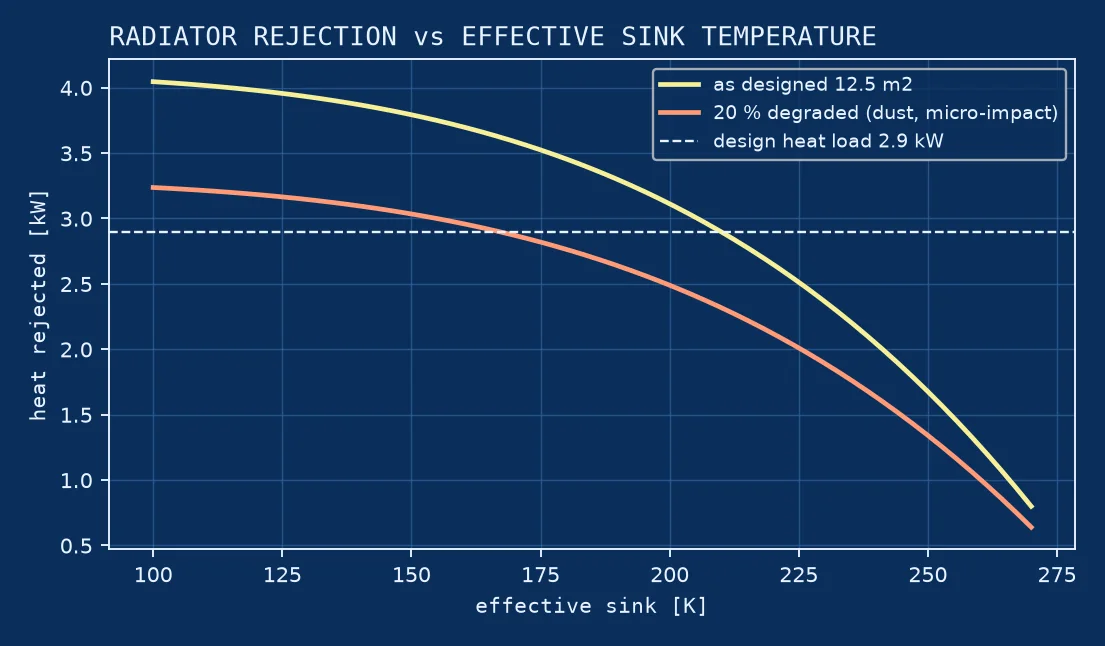 RADIATOR REJECTION vs EFFECTIVE SINK TEMPERATURE
as designed 12.5 m2
20 % degraded (dust, micro-impact)
design heat load 2.9 kW
heat rejected [kW]
4.0
3.5
3.0
2.5
2.0
1.5
1.0
0.5
100 125 150 175 200 225 250 275
effective sink [K]